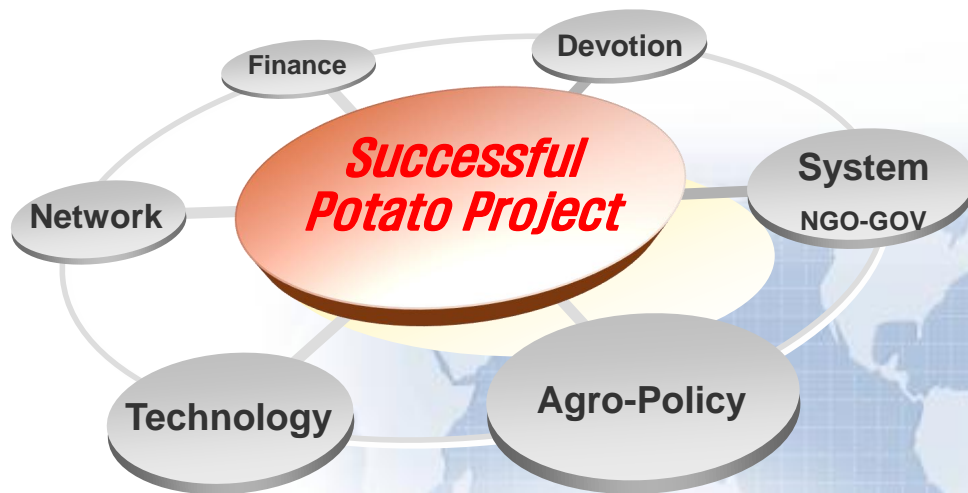 Devotion
Finance
Successful
Potato Project
System
NGO-GOV
Network
Technology
Agro-Policy